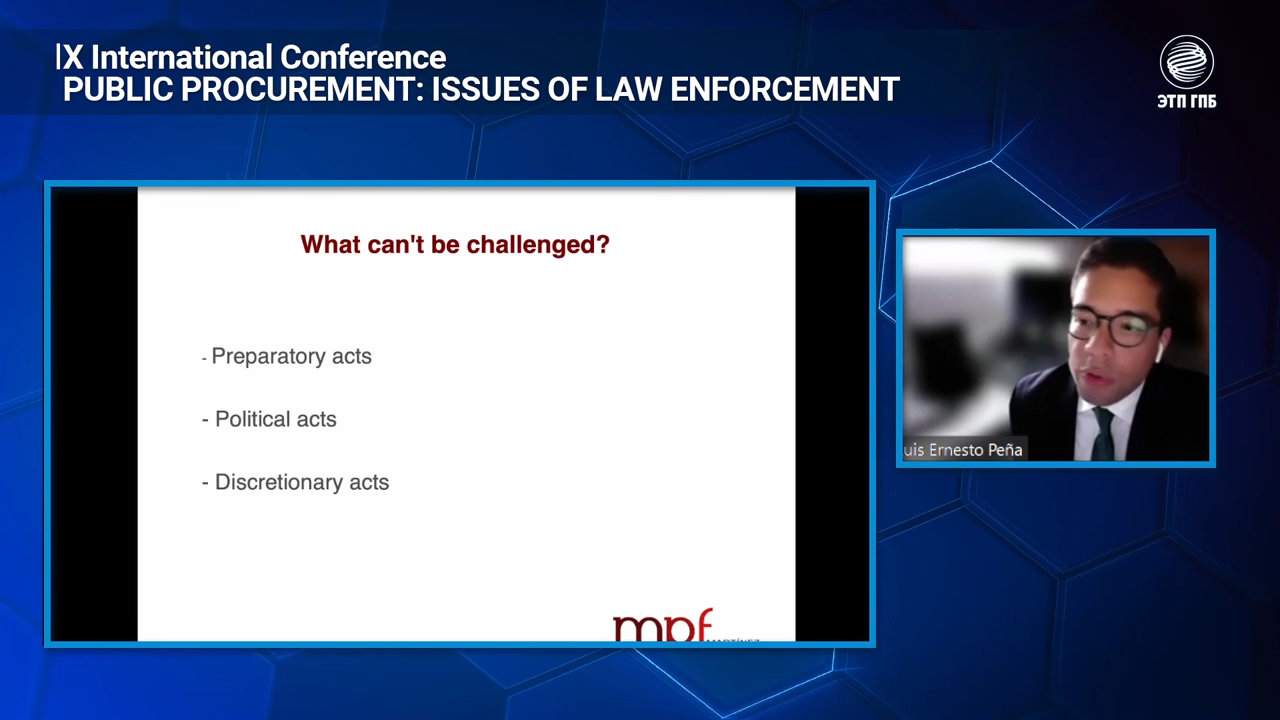 IX International Conference
PUBLIC PROCUREMENT: ISSUES OF LAW ENFORCEMENT
ЭТП ГПБ
What can't be challenged?
- Preparatory acts
- Political acts
- Discretionary acts
mpf
uis Ernesto Peña